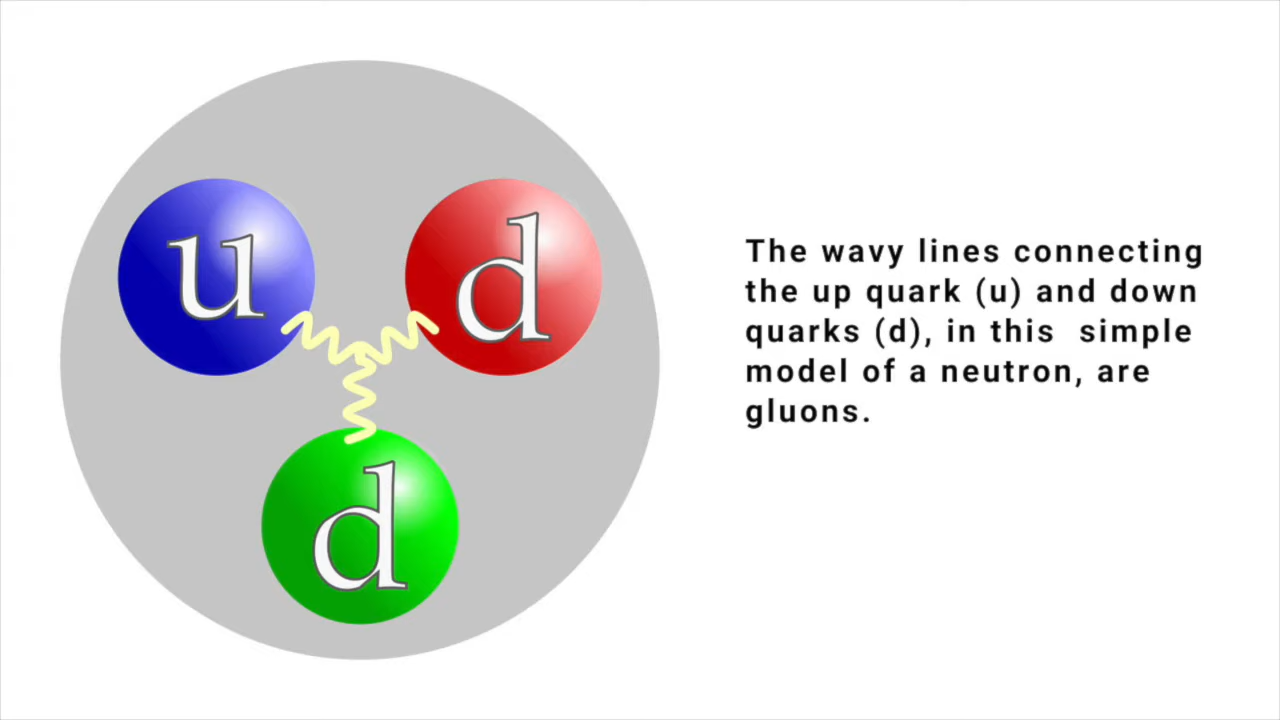 u
d
d
The wavy lines connecting
the up quark (u) and down
quarks (d), in this  simple
model of a neutron, are
gluons.